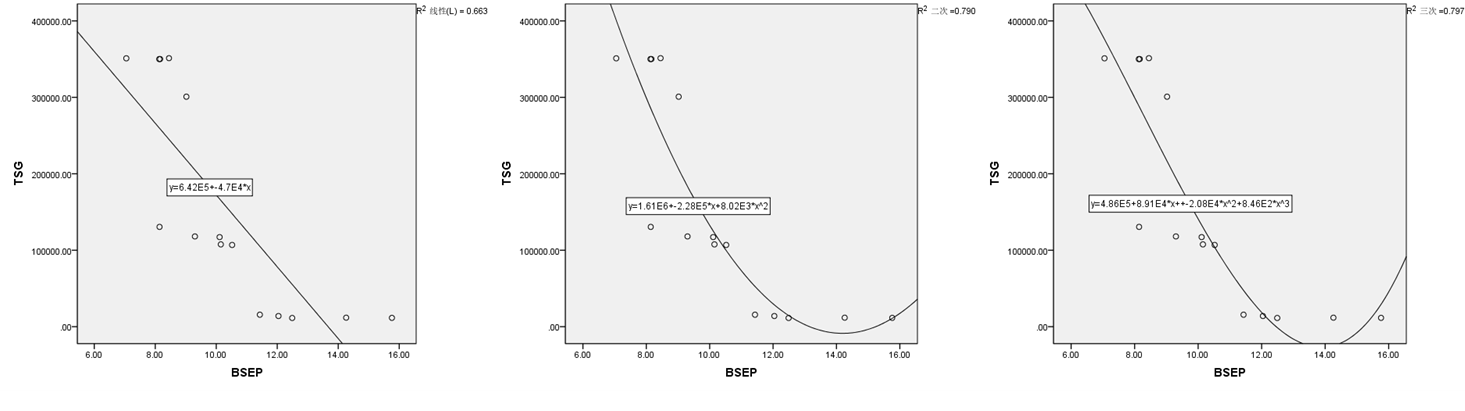 R² 线性(L) = 0.663
400000.00
300000.00
200000.00
100000.00
.00
TSG
y=6.42E5+-4.7E4*x
6.00 8.00 10.00 12.00 14.00 16.00
BSEP
R² 二次 =0.790
400000.00
300000.00
200000.00
100000.00
.00
TSG
y=1.61E6+-2.28E5*x+8.02E3*x^2
6.00 8.00 10.00 12.00 14.00 16.00
BSEP
R² 三次 =0.797
400000.00
300000.00
200000.00
100000.00
.00
TSG
y=4.86E5+8.91E4*x++-2.08E4*x^2+8.46E2*x^3
6.00 8.00 10.00 12.00 14.00 16.00
BSEP